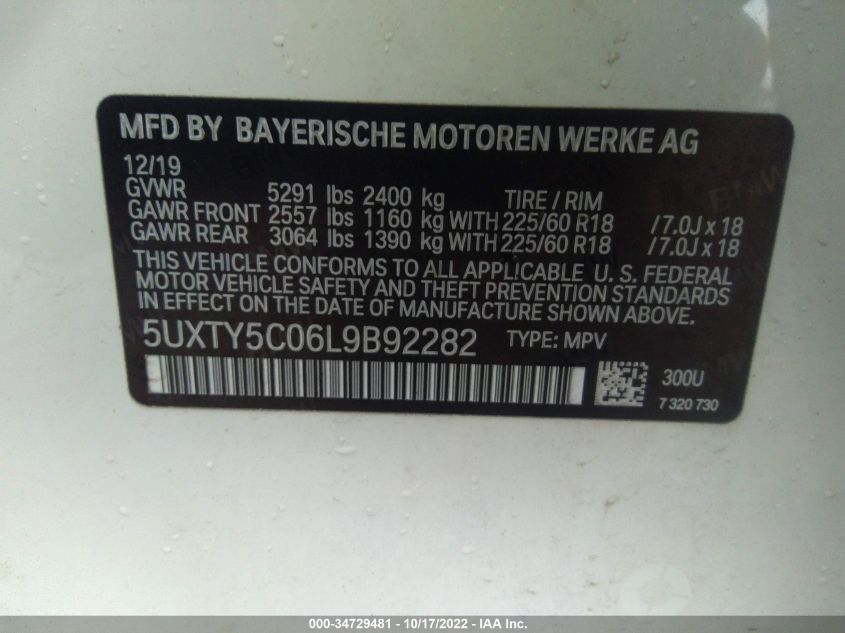 MFD BY BAYERISCHE MOTOREN WERKE AG
12/19
GVWR 5291 lbs 2400 kg TIRE / RIM
GAWR FRONT 2557 lbs 1160 kg WITH 225/60 R18 /7.0J x 18
GAWR REAR 3064 lbs 1390 kg WITH 225/60 R18 /7.0J x 18
THIS VEHICLE CONFORMS TO ALL APPLICABLE U. S. FEDERAL
MOTOR VEHICLE SAFETY AND THEFT PREVENTION STANDARDS
IN EFFECT ON THE DATE OF MANUFACTURE SHOWN ABOVE.
5UXTY5C06L9B92282 TYPE: MPV
300U
7 320 730
000-34729481 - 10/17/2022 - IAA Inc.